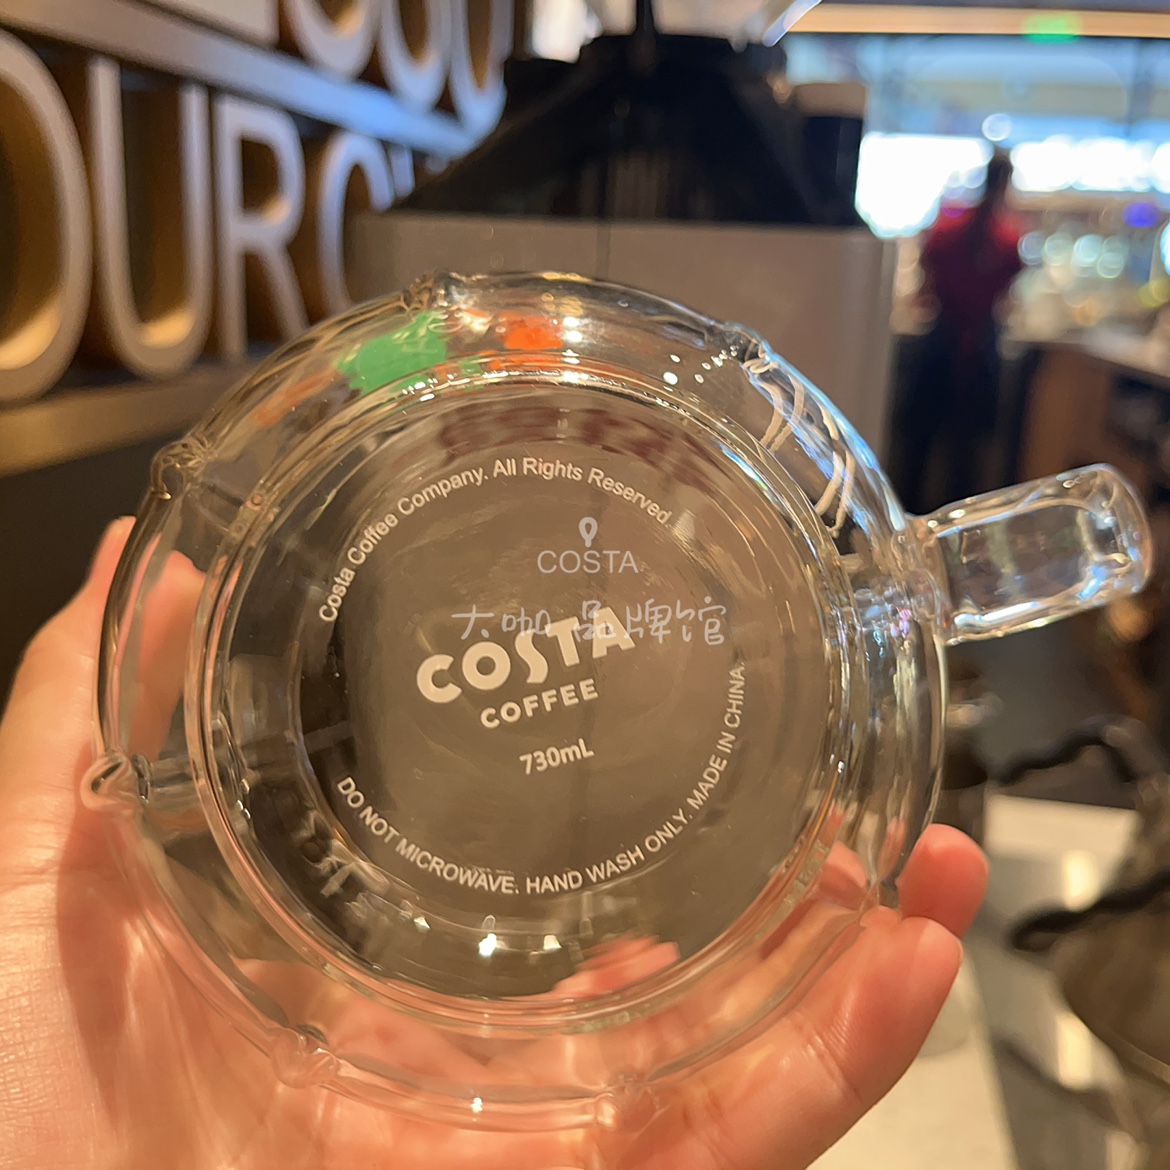 OUR
Costa Coffee Company. All Rights Reserved.
COSTA
大咖品牌馆
COSTA
COFFEE
730mL
DO NOT MICROWAVE. HAND WASH ONLY. MADE IN CHINA.